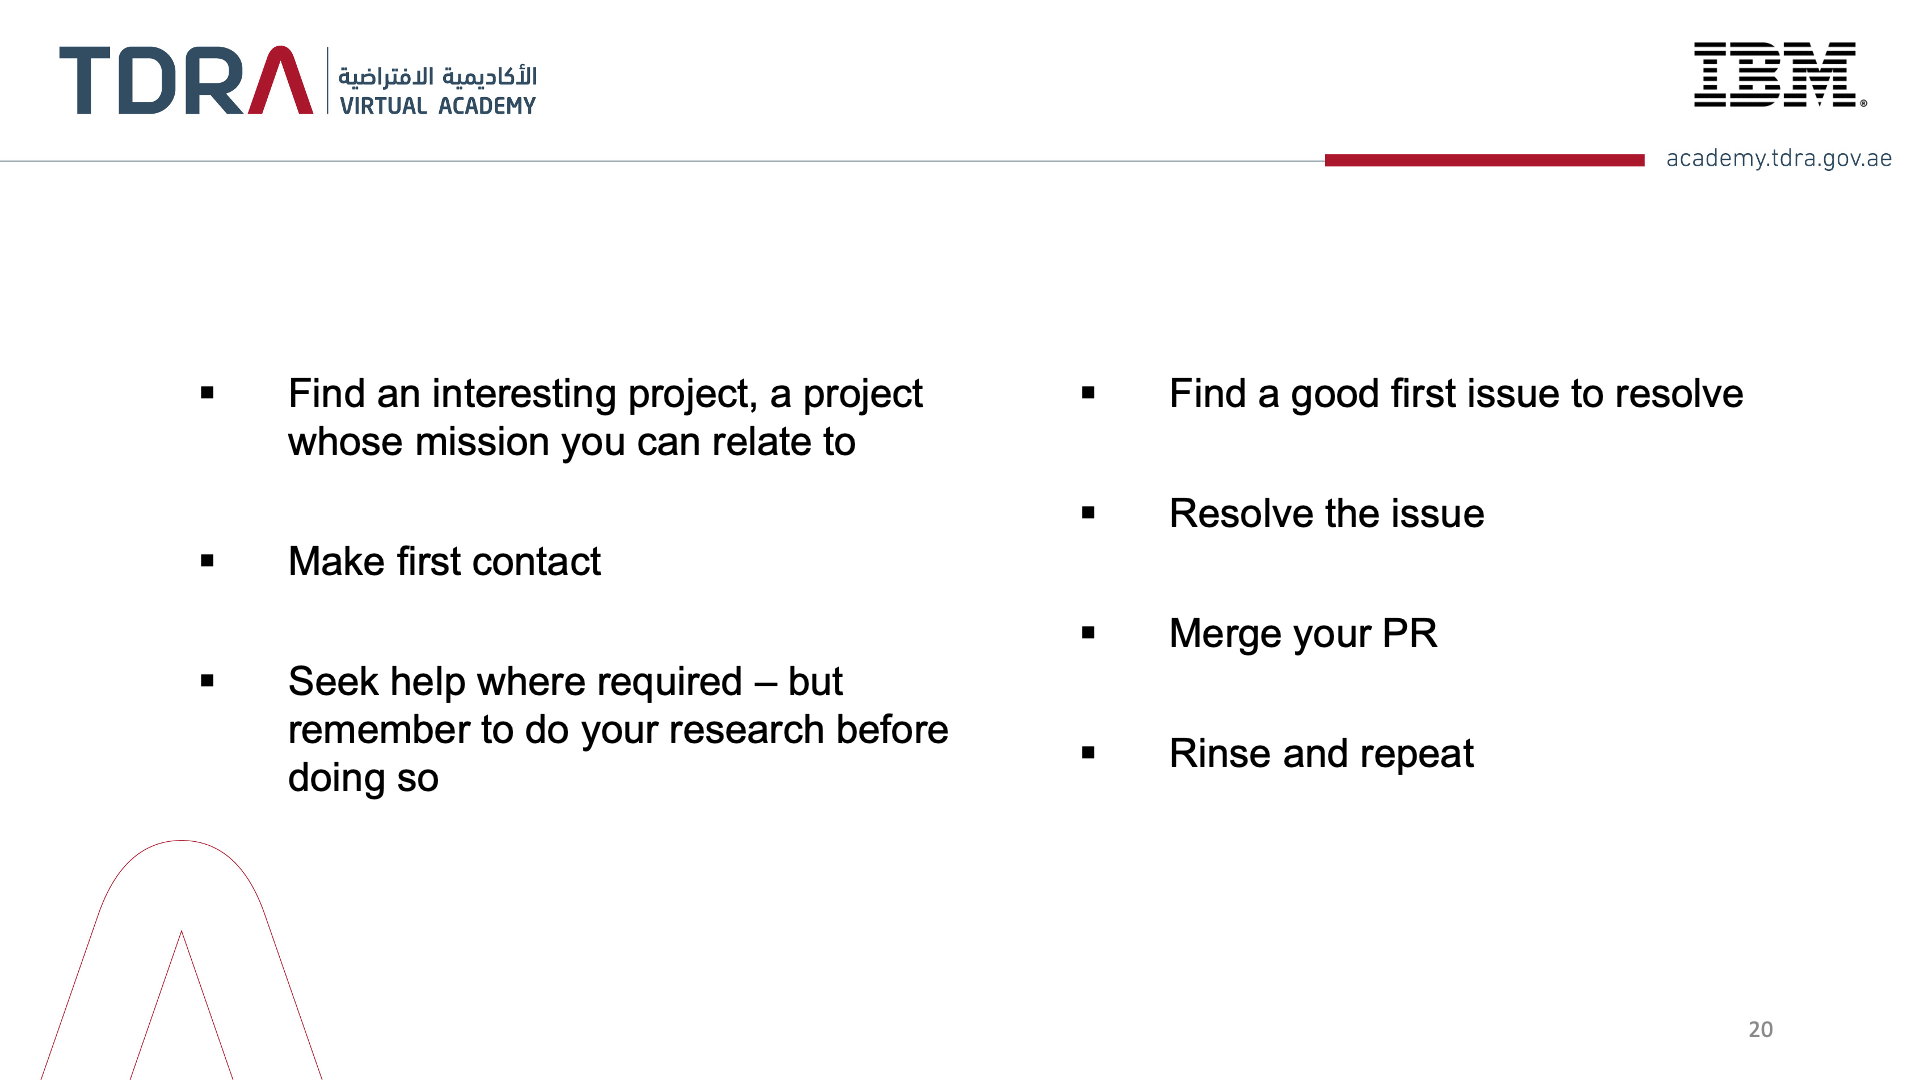 TDRA
الأكاديمية الافتراضية
VIRTUAL ACADEMY
IBM®
academy.tdra.gov.ae
▪ Find an interesting project, a project
whose mission you can relate to
▪ Make first contact
▪ Seek help where required – but
remember to do your research before
doing so
▪ Find a good first issue to resolve
▪ Resolve the issue
▪ Merge your PR
▪ Rinse and repeat
20